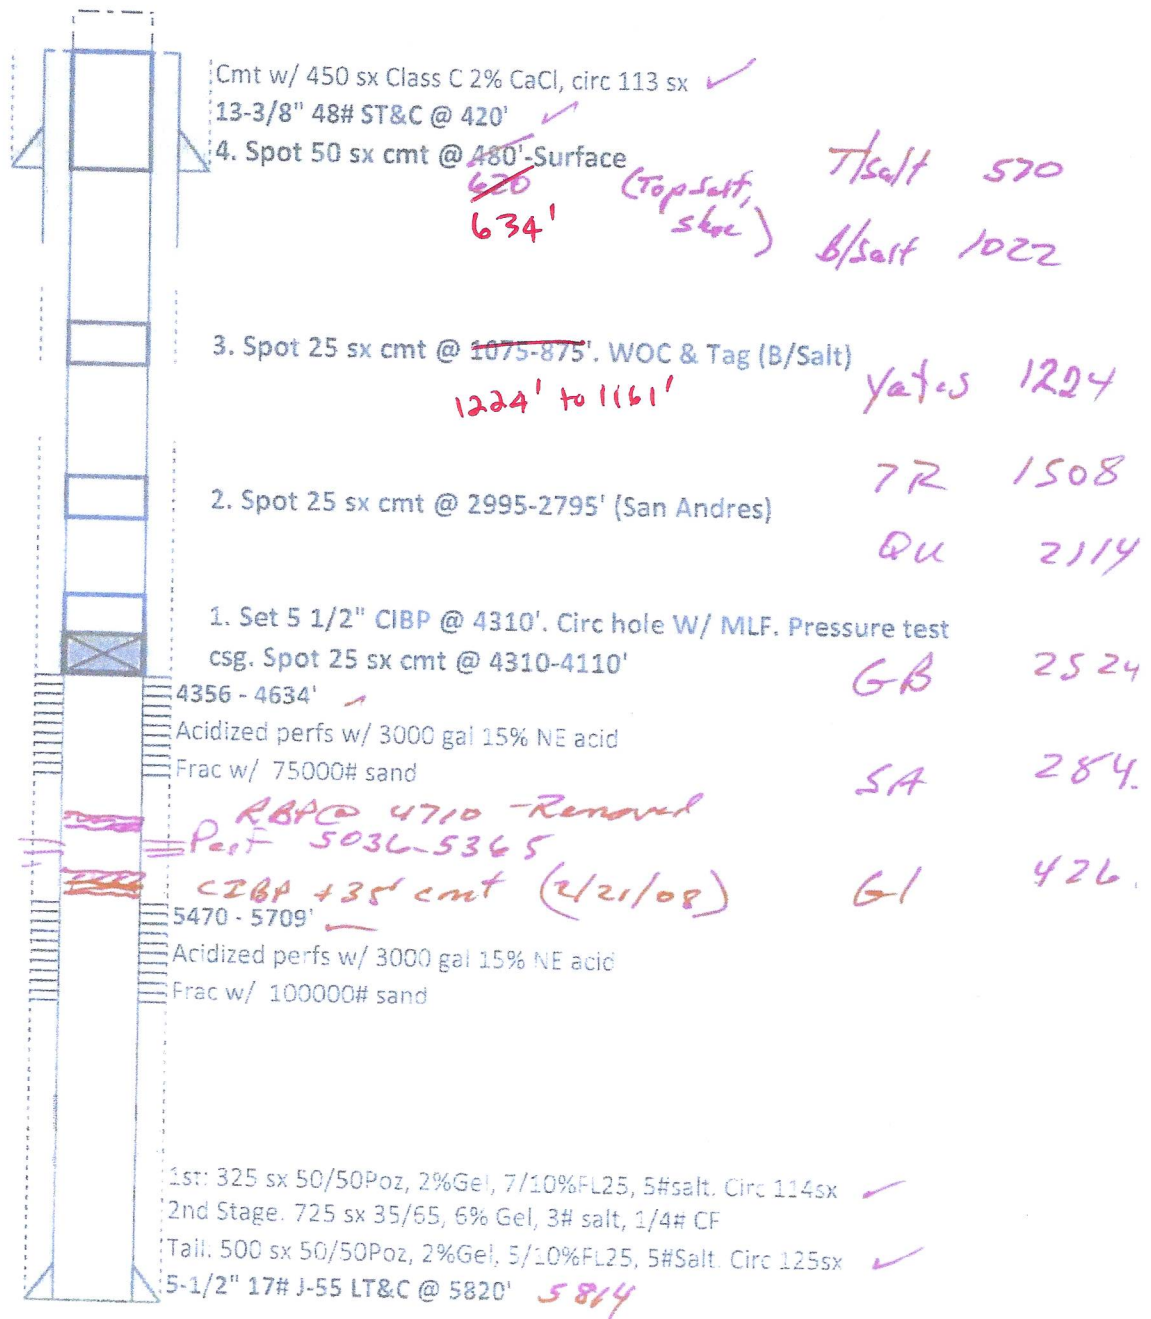 Cmt w/ 450 sx Class C 2% CaCl, circ 113 sx
13-3/8" 48# ST&C @ 420'
4. Spot 50 sx cmt @ 480'-Surface
620 (Topsalt, shoe)
634'
T/salt 570
B/salt 1022
3. Spot 25 sx cmt @ 1075-875'. WOC & Tag (B/Salt)
1224' to 1161'
Yates 1224
7R 1508
2. Spot 25 sx cmt @ 2995-2795' (San Andres)
QU 2114
1. Set 5 1/2" CIBP @ 4310'. Circ hole W/ MLF. Pressure test
csg. Spot 25 sx cmt @ 4310-4110'
GB 2524
4356 - 4634'
Acidized perfs w/ 3000 gal 15% NE acid
Frac w/ 75000# sand
SA 284.
RBP@ 4710 - Removed
Perf 5036-5365
CIBP +35' cmt (2/21/08)
Gl 426.
5470 - 5709'
Acidized perfs w/ 3000 gal 15% NE acid
Frac w/ 100000# sand
1st: 325 sx 50/50Poz, 2%Gel, 7/10%FL25, 5#salt. Circ 114sx
2nd Stage. 725 sx 35/65, 6% Gel, 3# salt, 1/4# CF
Tail. 500 sx 50/50Poz, 2%Gel, 5/10%FL25, 5#Salt. Circ 125sx
5-1/2" 17# J-55 LT&C @ 5820' 5814